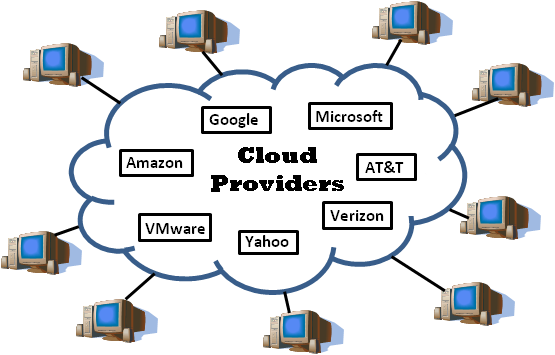 Google
Microsoft
Cloud
Providers
Amazon
AT&T
VMware
Verizon
Yahoo